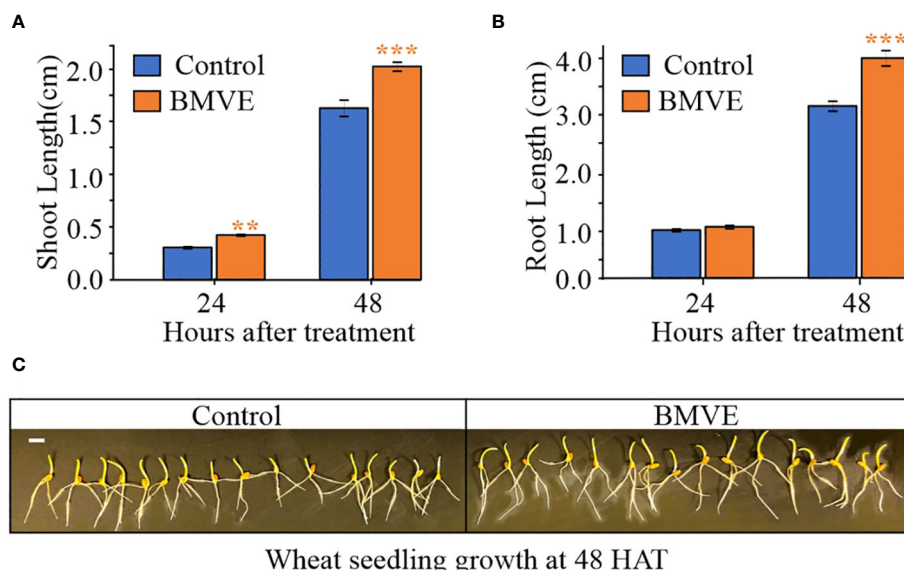 A
Shoot Length(cm)
2.0
1.5
1.0
0.5
0.0
Control
BMVE
**
***
24
48
Hours after treatment
B
Root Length (cm)
4.0
3.0
2.0
1.0
0.0
Control
BMVE
***
24
48
Hours after treatment
C
Control
BMVE
Wheat seedling growth at 48 HAT